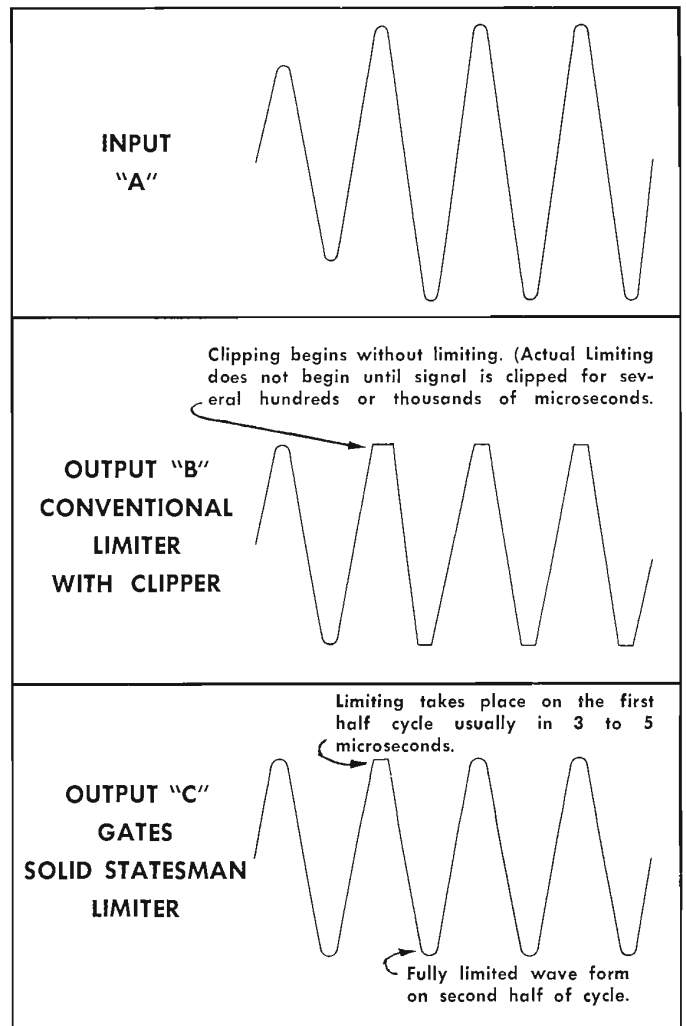 INPUT
"A"
Clipping begins without limiting. (Actual Limiting
does not begin until signal is clipped for sev-
eral hundreds or thousands of microseconds.
OUTPUT "B"
CONVENTIONAL
LIMITER
WITH CLIPPER
Limiting takes place on the first
half cycle usually in 3 to 5
microseconds.
OUTPUT "C"
GATES
SOLID STATESMAN
LIMITER
Fully limited wave form
on second half of cycle.